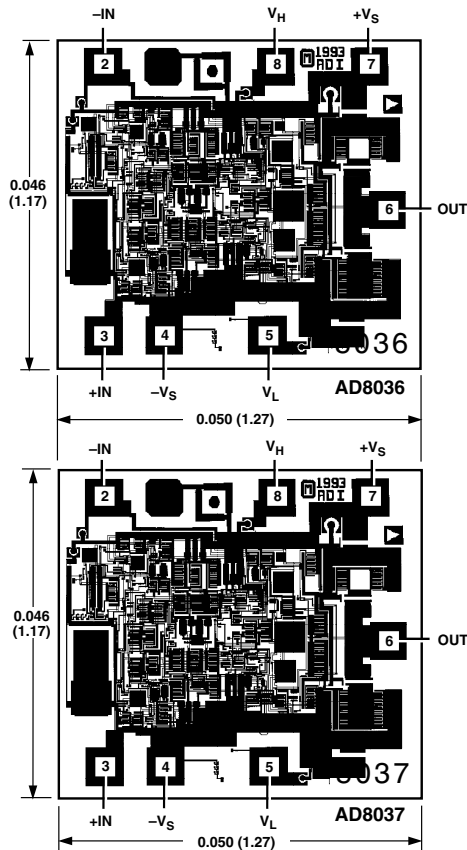 –IN VH +VS
2 8 7
1993
ADI
0.046
(1.17)
6 OUT
3 4 5
8036
+IN –VS VL AD8036
0.050 (1.27)
–IN VH +VS
2 8 7
1993
ADI
0.046
(1.17)
6 OUT
3 4 5
8037
+IN –VS VL AD8037
0.050 (1.27)